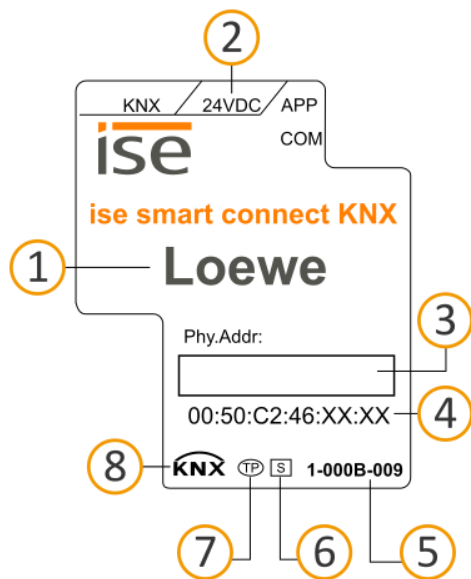 2
KNX 24VDC APP
COM
ise
ise smart connect KNX
1
Loewe
Phy.Addr:
3
00:50:C2:46:XX:XX
4
8
KNX TP S 1-000B-009
7 6 5